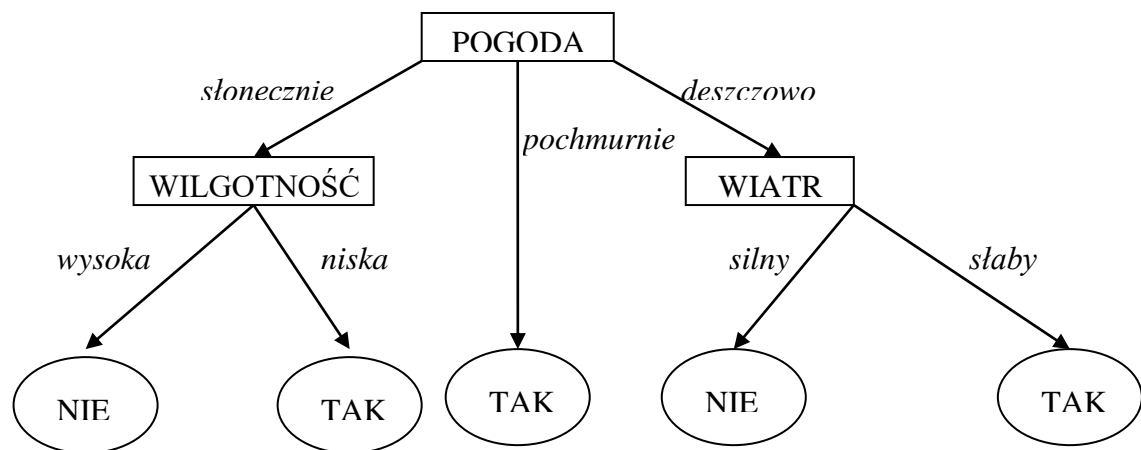 POGODA
słonecznie
deszczowo
pochmurnie
WILGOTNOŚĆ
WIATR
wysoka
niska
silny
słaby
NIE
TAK
TAK
NIE
TAK